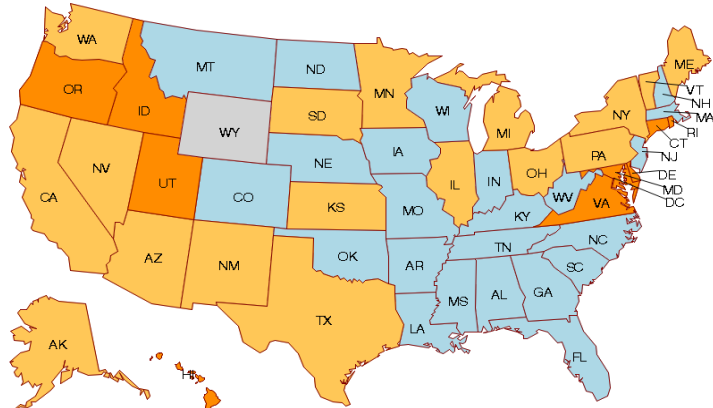 WA
ME
MT
ND
VT
OR
MN
NH
ID
WI
SD
NY
MA
WY
MI
RI
CT
IA
PA
NE
NJ
NV
OH
IL
IN
DE
UT
MD
CA
CO
WV
VA
DC
KS
MO
KY
NC
TN
AZ
NM
OK
AR
SC
MS
AL
GA
TX
LA
AK
FL
HI